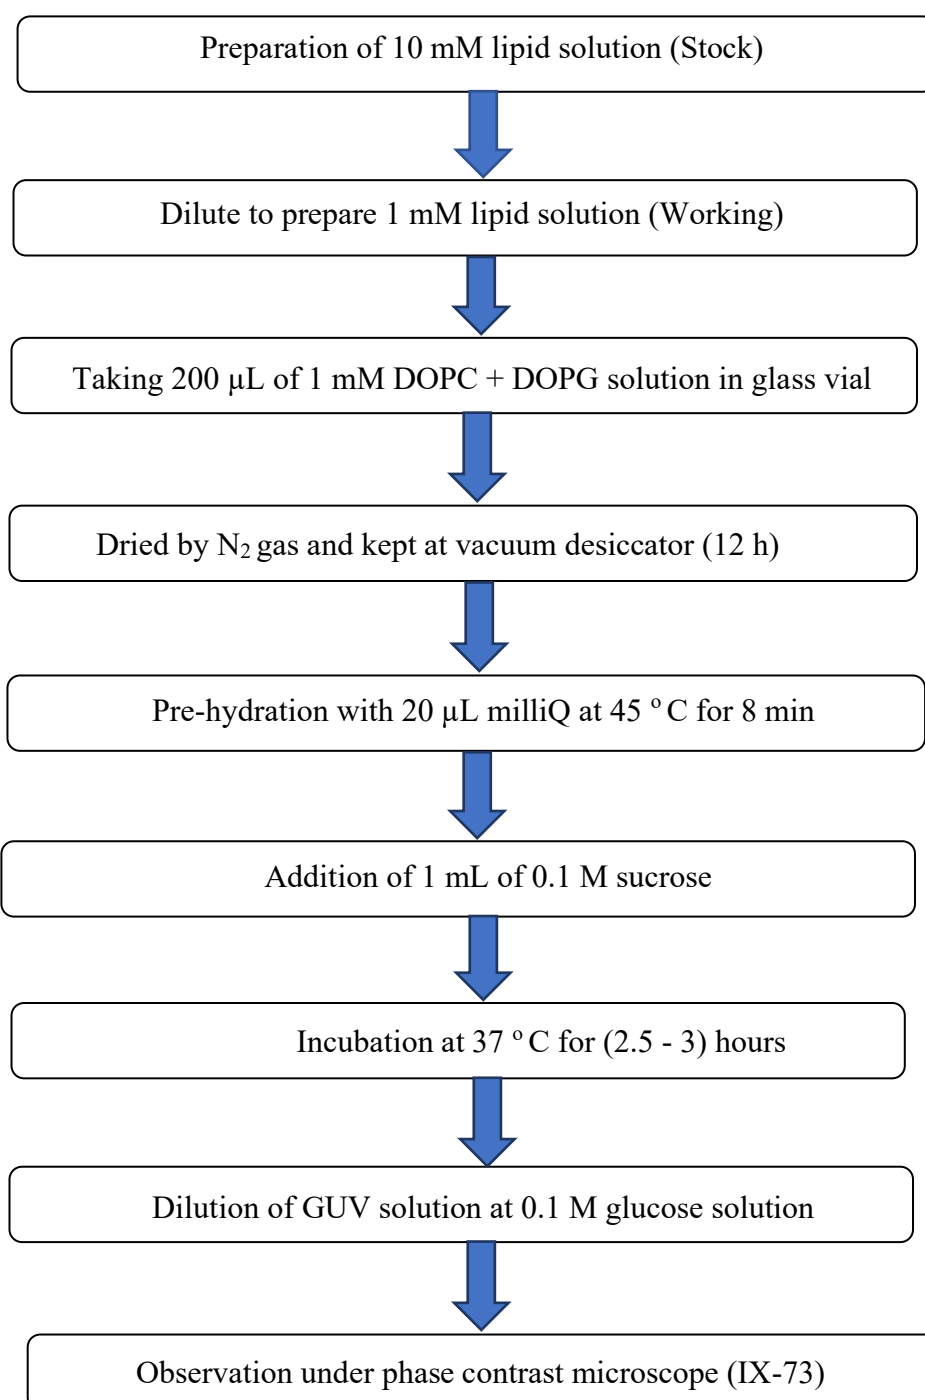 Preparation of 10 mM lipid solution (Stock)
Dilute to prepare 1 mM lipid solution (Working)
Taking 200 µL of 1 mM DOPC + DOPG solution in glass vial
Dried by N₂ gas and kept at vacuum desiccator (12 h)
Pre-hydration with 20 µL milliQ at 45 ᵒ C for 8 min
Addition of 1 mL of 0.1 M sucrose
Incubation at 37 ᵒ C for (2.5 - 3) hours
Dilution of GUV solution at 0.1 M glucose solution
Observation under phase contrast microscope (IX-73)